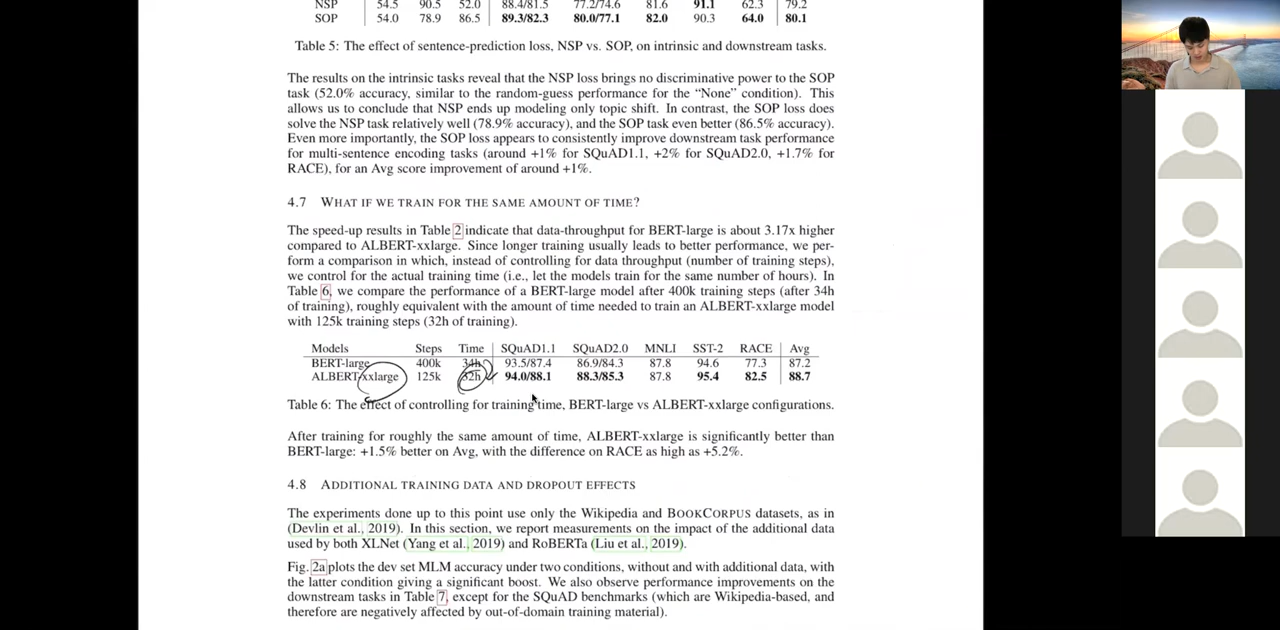 NSP 54.5 90.5 52.0 88.4/81.5 77.2/74.6 81.6 91.1 62.3 79.2
SOP 54.0 78.9 86.5 89.3/82.3 80.0/77.1 82.0 90.3 64.0 80.1
Table 5: The effect of sentence-prediction loss, NSP vs. SOP, on intrinsic and downstream tasks.
The results on the intrinsic tasks reveal that the NSP loss brings no discriminative power to the SOP
task (52.0% accuracy, similar to the random-guess performance for the “None” condition). This
allows us to conclude that NSP ends up modeling only topic shift. In contrast, the SOP loss does
solve the NSP task relatively well (78.9% accuracy), and the SOP task even better (86.5% accuracy).
Even more importantly, the SOP loss appears to consistently improve downstream task performance
for multi-sentence encoding tasks (around +1% for SQuAD1.1, +2% for SQuAD2.0, +1.7% for
RACE), for an Avg score improvement of around +1%.
4.7 WHAT IF WE TRAIN FOR THE SAME AMOUNT OF TIME?
The speed-up results in Table 2 indicate that data-throughput for BERT-large is about 3.17x higher
compared to ALBERT-xxlarge. Since longer training usually leads to better performance, we per-
form a comparison in which, instead of controlling for data throughput (number of training steps),
we control for the actual training time (i.e., let the models train for the same number of hours). In
Table 6, we compare the performance of a BERT-large model after 400k training steps (after 34h
of training), roughly equivalent with the amount of time needed to train an ALBERT-xxlarge model
with 125k training steps (32h of training).
Models Steps Time SQuAD1.1 SQuAD2.0 MNLI SST-2 RACE Avg
BERT-large 400k 34h 93.5/87.4 86.9/84.3 87.8 94.6 77.3 87.2
ALBERT-xxlarge 125k 32h 94.0/88.1 88.3/85.3 87.8 95.4 82.5 88.7
Table 6: The effect of controlling for training time, BERT-large vs ALBERT-xxlarge configurations.
After training for roughly the same amount of time, ALBERT-xxlarge is significantly better than
BERT-large: +1.5% better on Avg, with the difference on RACE as high as +5.2%.
4.8 ADDITIONAL TRAINING DATA AND DROPOUT EFFECTS
The experiments done up to this point use only the Wikipedia and BOOKCORPUS datasets, as in
(Devlin et al., 2019). In this section, we report measurements on the impact of the additional data
used by both XLNet (Yang et al., 2019) and RoBERTa (Liu et al., 2019).
Fig. 2a plots the dev set MLM accuracy under two conditions, without and with additional data, with
the latter condition giving a significant boost. We also observe performance improvements on the
downstream tasks in Table 7, except for the SQuAD benchmarks (which are Wikipedia-based, and
therefore are negatively affected by out-of-domain training material).